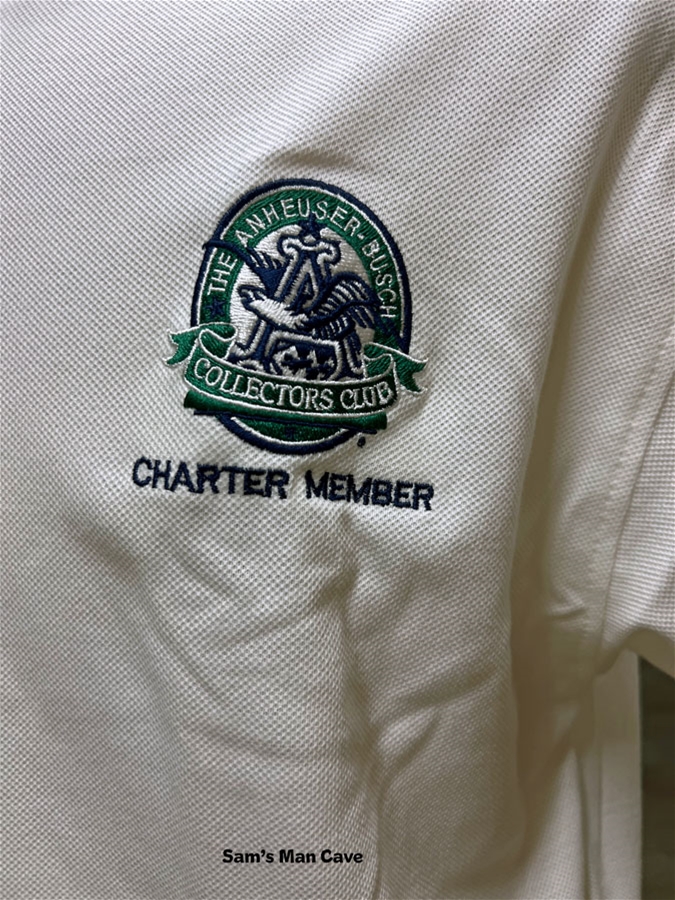 THE ANHEUSER-BUSCH
A
COLLECTORS CLUB
CHARTER MEMBER
Sam's Man Cave